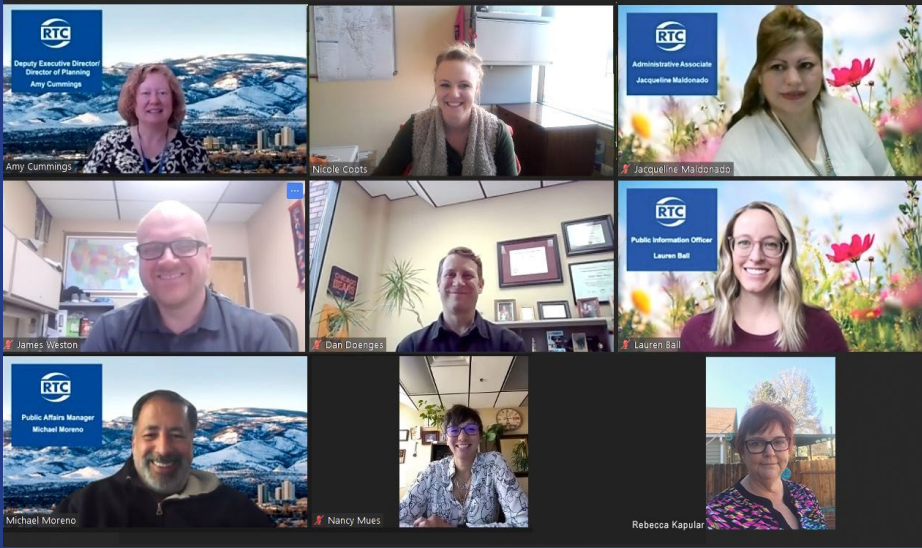 RTC
Deputy Executive Director/
Director of Planning
Amy Cummings
Amy Cummings
Nicole Coots
RTC
Administrative Associate
Jacqueline Maldonado
Jacqueline Maldonado
James Weston
Dan Doenges
RTC
Public Information Officer
Lauren Ball
Lauren Ball
RTC
Public Affairs Manager
Michael Moreno
Michael Moreno
Nancy Mues
Rebecca Kapular